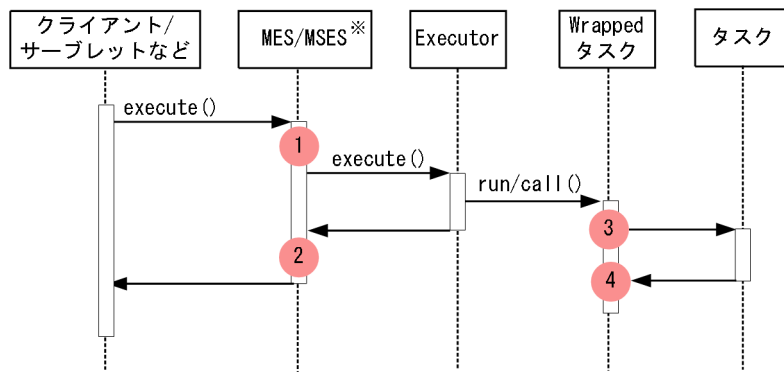 クライアント/
サーブレットなど
MES/MSES※
Executor
Wrapped
タスク
タスク
execute()
1
execute()
run/call()
3
2
4